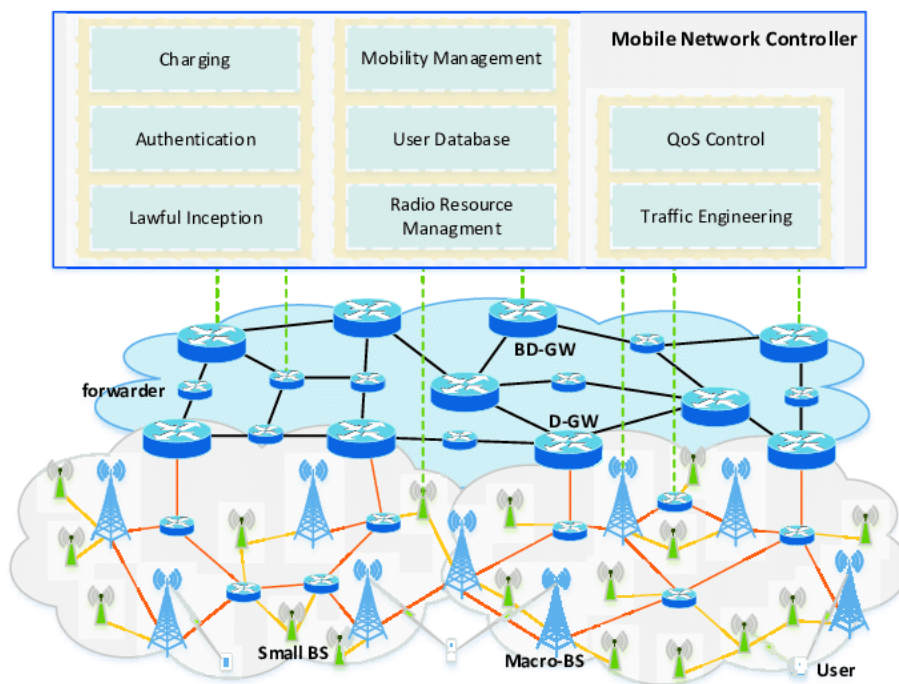 Mobile Network Controller
Charging
Mobility Management
Authentication
User Database
QoS Control
Lawful Inception
Radio Resource
Managment
Traffic Engineering
BD-GW
forwarder
D-GW
Small BS
Macro-BS
User